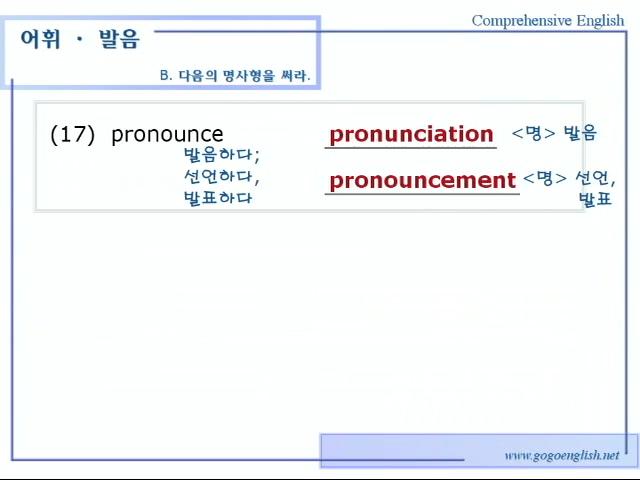 Comprehensive English
어휘 · 발음
B. 다음의 명사형을 써라.
(17) pronounce pronunciation <명> 발음
발음하다;
선언하다, pronouncement <명> 선언,
발표하다 발표
www.gogoenglish.net